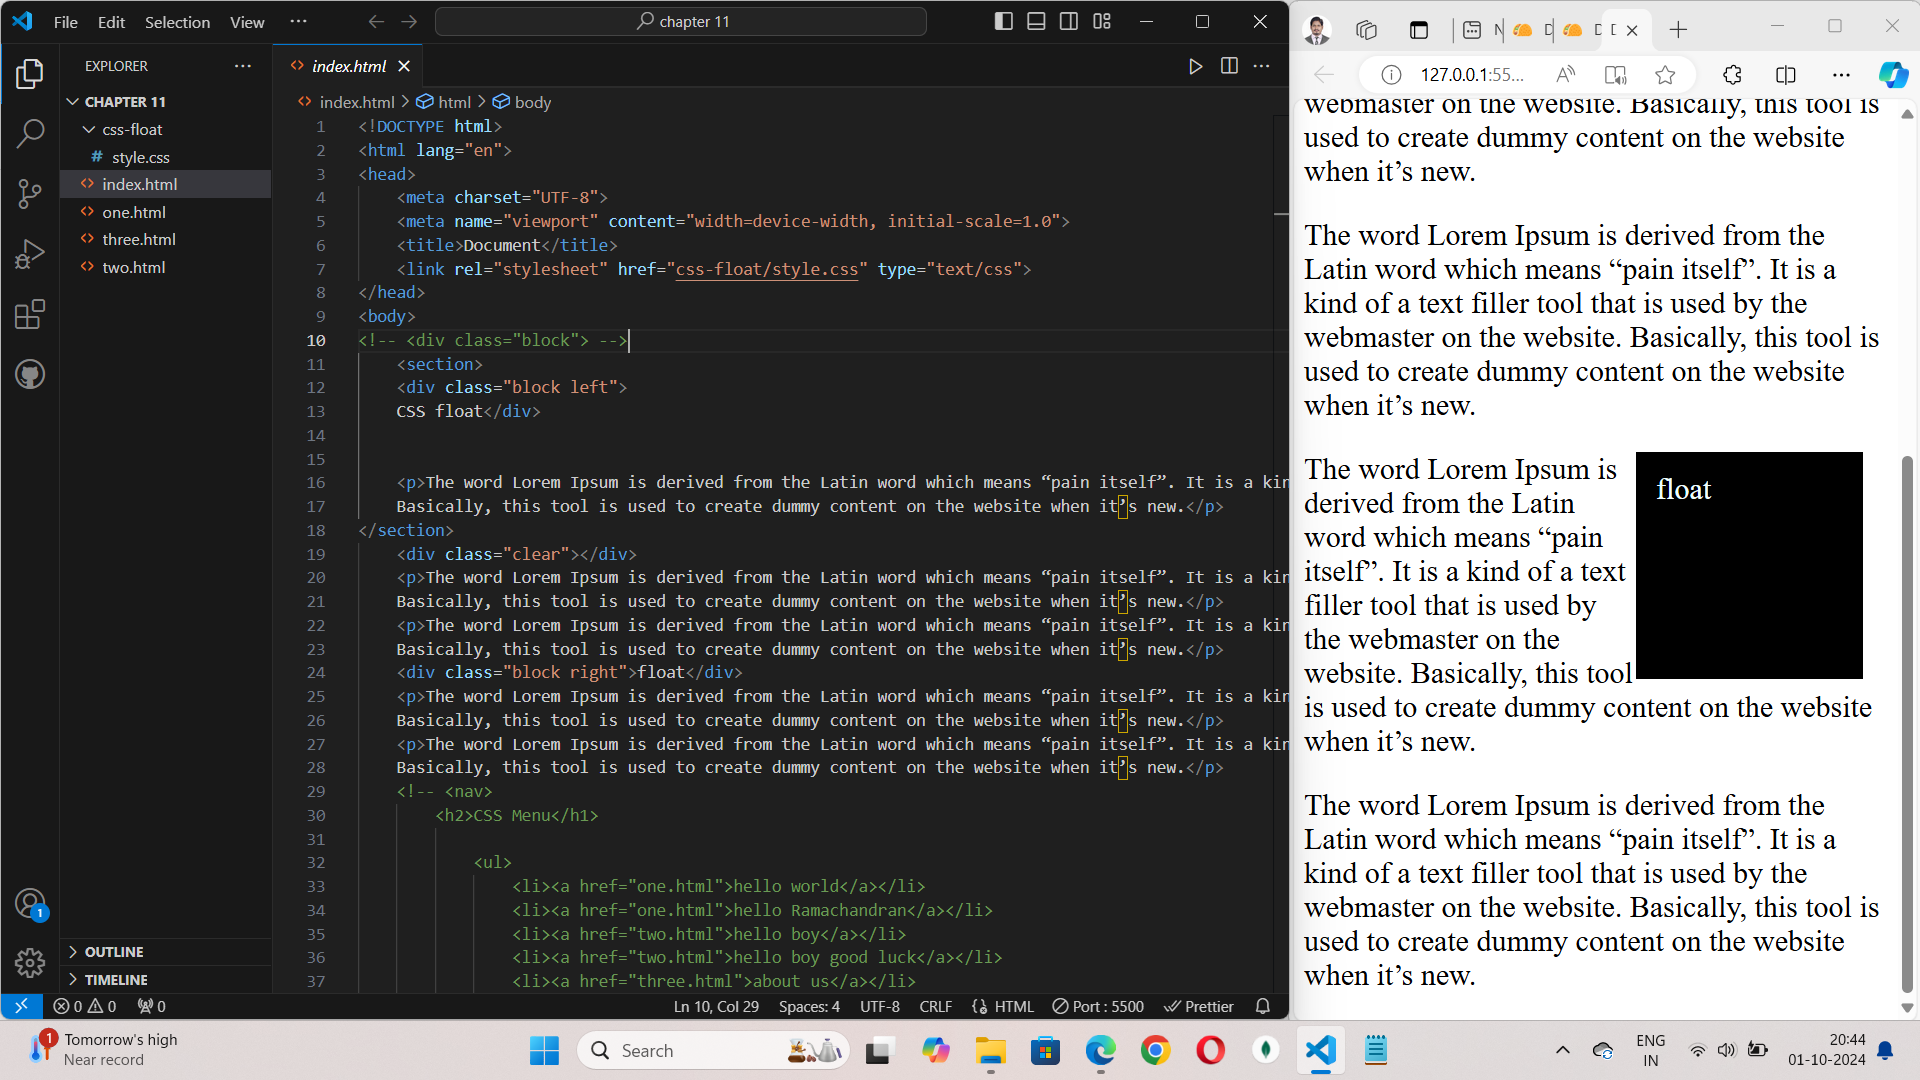 File Edit Selection View ··· chapter 11
EXPLORER ···
CHAPTER 11
css-float
# style.css
index.html
one.html
three.html
two.html
OUTLINE
TIMELINE
index.html
index.html > html > body
1 <!DOCTYPE html>
2 <html lang="en">
3 <head>
4 <meta charset="UTF-8">
5 <meta name="viewport" content="width=device-width, initial-scale=1.0">
6 <title>Document</title>
7 <link rel="stylesheet" href="css-float/style.css" type="text/css">
8 </head>
9 <body>
10 <!-- <div class="block"> -->
11 <section>
12 <div class="block left">
13 CSS float</div>
14
15
16 <p>The word Lorem Ipsum is derived from the Latin word which means “pain itself”. It is a kin
17 Basically, this tool is used to create dummy content on the website when it’s new.</p>
18 </section>
19 <div class="clear"></div>
20 <p>The word Lorem Ipsum is derived from the Latin word which means “pain itself”. It is a kin
21 Basically, this tool is used to create dummy content on the website when it’s new.</p>
22 <p>The word Lorem Ipsum is derived from the Latin word which means “pain itself”. It is a kin
23 Basically, this tool is used to create dummy content on the website when it’s new.</p>
24 <div class="block right">float</div>
25 <p>The word Lorem Ipsum is derived from the Latin word which means “pain itself”. It is a kin
26 Basically, this tool is used to create dummy content on the website when it’s new.</p>
27 <p>The word Lorem Ipsum is derived from the Latin word which means “pain itself”. It is a kin
28 Basically, this tool is used to create dummy content on the website when it’s new.</p>
29 <!-- <nav>
30 <h2>CSS Menu</h1>
31
32 <ul>
33 <li><a href="one.html">hello world</a></li>
34 <li><a href="one.html">hello Ramachandran</a></li>
35 <li><a href="two.html">hello boy</a></li>
36 <li><a href="two.html">hello boy good luck</a></li>
37 <li><a href="three.html">about us</a></li>
1
0 0 0 Ln 10, Col 29 Spaces: 4 UTF-8 CRLF HTML Port : 5500 Prettier
N D D D
127.0.0.1:55...
webmaster on the website. Basically, this tool is
used to create dummy content on the website
when it’s new.
The word Lorem Ipsum is derived from the
Latin word which means “pain itself”. It is a
kind of a text filler tool that is used by the
webmaster on the website. Basically, this tool is
used to create dummy content on the website
when it’s new.
The word Lorem Ipsum is
derived from the Latin
word which means “pain
itself”. It is a kind of a text
filler tool that is used by
the webmaster on the
website. Basically, this tool
is used to create dummy content on the website
when it’s new.
float
The word Lorem Ipsum is derived from the
Latin word which means “pain itself”. It is a
kind of a text filler tool that is used by the
webmaster on the website. Basically, this tool is
used to create dummy content on the website
when it’s new.
1 Tomorrow's high
Near record
Search
ENG
IN
20:44
01-10-2024